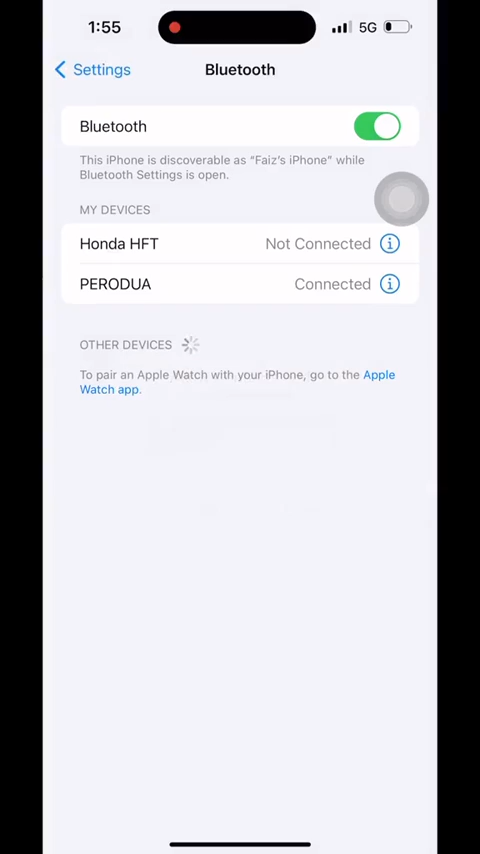 1:55
5G
Settings
Bluetooth
Bluetooth
This iPhone is discoverable as “Faiz’s iPhone” while
Bluetooth Settings is open.
MY DEVICES
Honda HFT Not Connected
PERODUA Connected
OTHER DEVICES
To pair an Apple Watch with your iPhone, go to the Apple
Watch app.